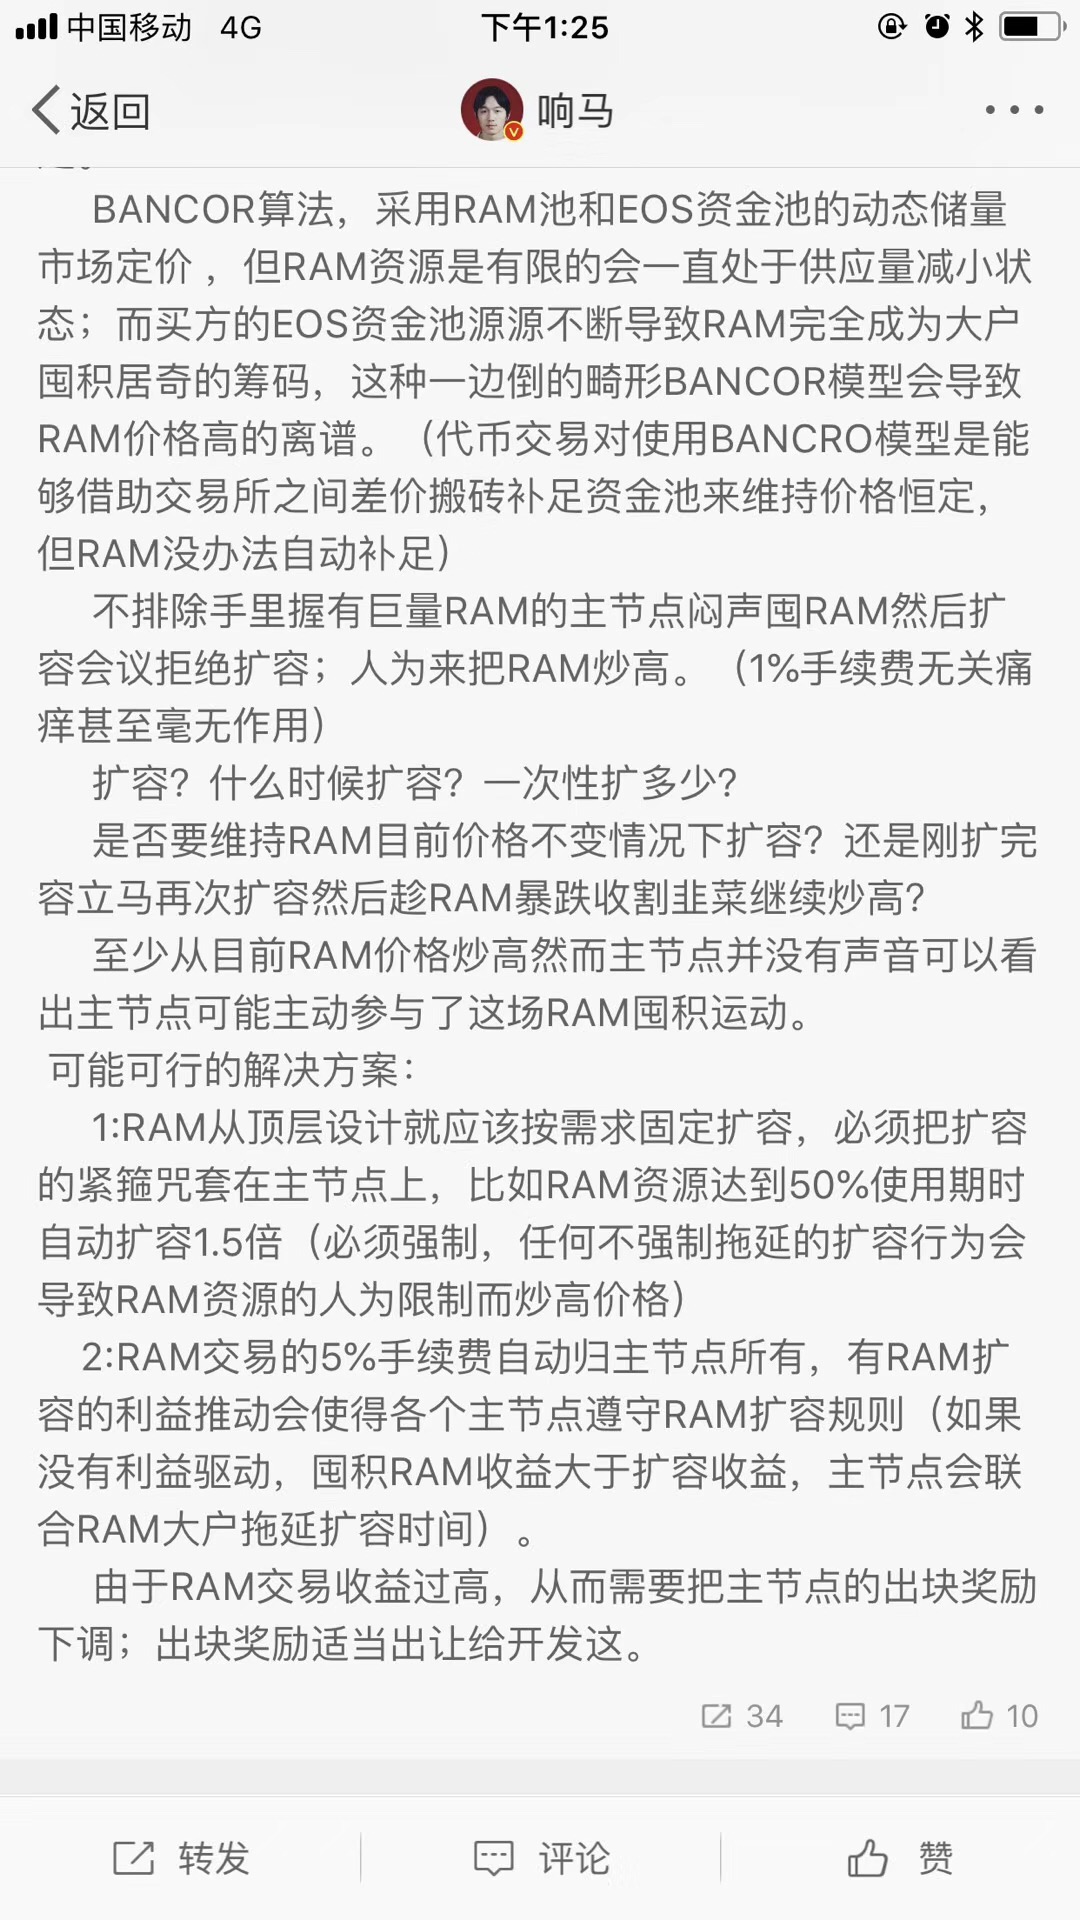 中国移动 4G 下午1:25
返回 响马
BANCOR算法，采用RAM池和EOS资金池的动态储量
市场定价 ，但RAM资源是有限的会一直处于供应量减小状
态；而买方的EOS资金池源源不断导致RAM完全成为大户
囤积居奇的筹码，这种一边倒的畸形BANCOR模型会导致
RAM价格高的离谱。（代币交易对使用BANCRO模型是能
够借助交易所之间差价搬砖补足资金池来维持价格恒定，
但RAM没办法自动补足）
不排除手里握有巨量RAM的主节点闷声囤RAM然后扩
容会议拒绝扩容；人为来把RAM炒高。（1%手续费无关痛
痒甚至毫无作用）
扩容？什么时候扩容？一次性扩多少？
是否要维持RAM目前价格不变情况下扩容？还是刚扩完
容立马再次扩容然后趁RAM暴跌收割韭菜继续炒高？
至少从目前RAM价格炒高然而主节点并没有声音可以看
出主节点可能主动参与了这场RAM囤积运动。
可能可行的解决方案：
1:RAM从顶层设计就应该按需求固定扩容，必须把扩容
的紧箍咒套在主节点上，比如RAM资源达到50%使用期时
自动扩容1.5倍（必须强制，任何不强制拖延的扩容行为会
导致RAM资源的人为限制而炒高价格）
2:RAM交易的5%手续费自动归主节点所有，有RAM扩
容的利益推动会使得各个主节点遵守RAM扩容规则（如果
没有利益驱动，囤积RAM收益大于扩容收益，主节点会联
合RAM大户拖延扩容时间）。
由于RAM交易收益过高，从而需要把主节点的出块奖励
下调；出块奖励适当出让给开发这。
34 17 10
转发 评论 赞